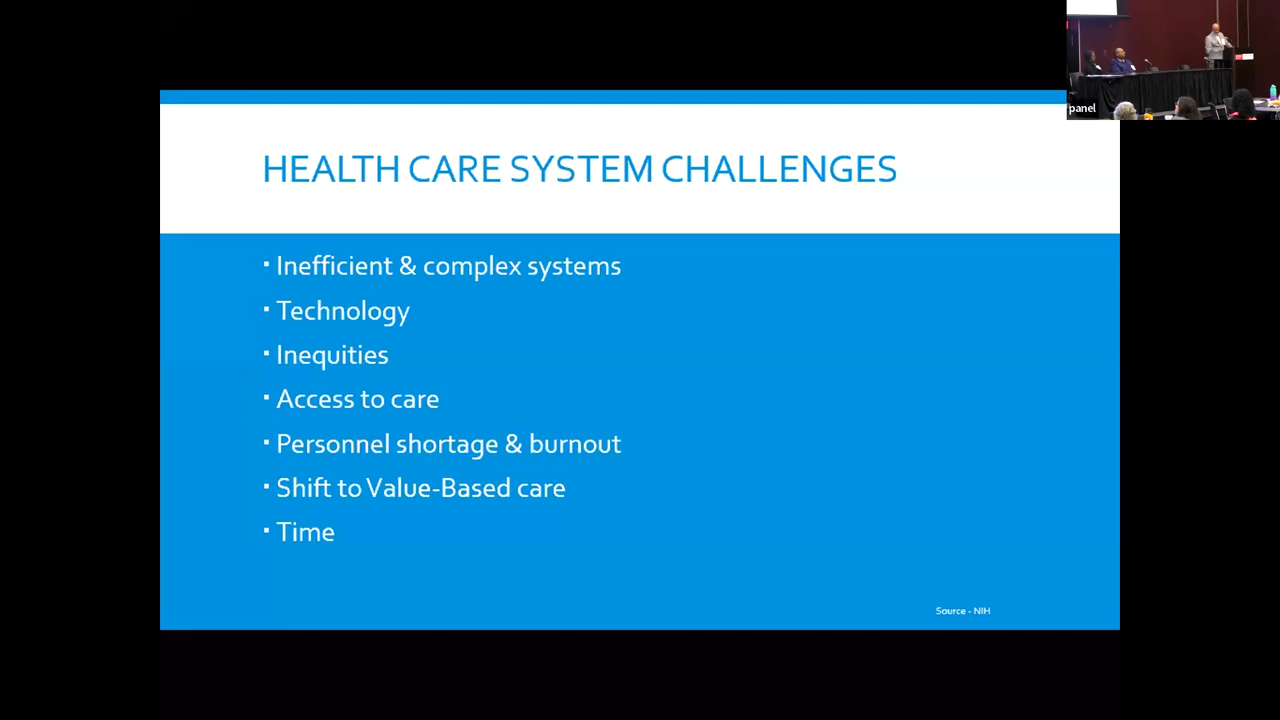 HEALTH CARE SYSTEM CHALLENGES
▪ Inefficient & complex systems
▪ Technology
▪ Inequities
▪ Access to care
▪ Personnel shortage & burnout
▪ Shift to Value-Based care
▪ Time
Source - NIH
panel